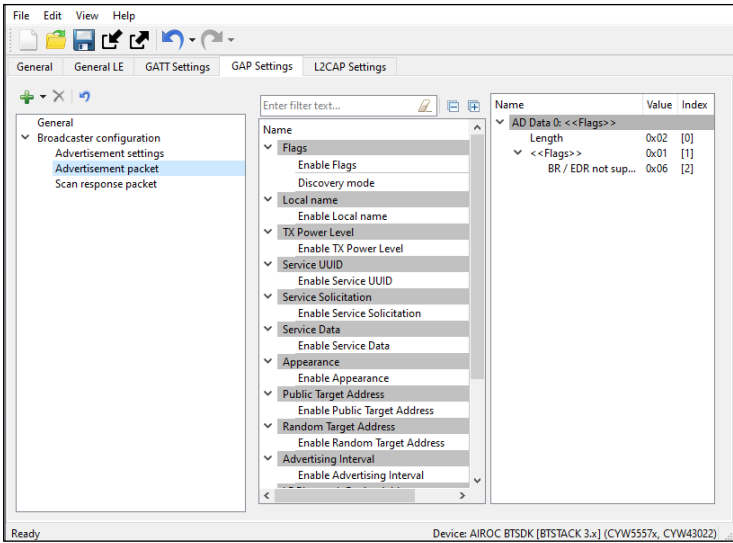 File Edit View Help
General General LE GATT Settings GAP Settings L2CAP Settings
General
Broadcaster configuration
Advertisement settings
Advertisement packet
Scan response packet
Enter filter text...
Name
Flags
Enable Flags
Discovery mode
Local name
Enable Local name
TX Power Level
Enable TX Power Level
Service UUID
Enable Service UUID
Service Solicitation
Enable Service Solicitation
Service Data
Enable Service Data
Appearance
Enable Appearance
Public Target Address
Enable Public Target Address
Random Target Address
Enable Random Target Address
Advertising Interval
Enable Advertising Interval
Name Value Index
AD Data 0: <<Flags>>
Length 0x02 [0]
<<Flags>> 0x01 [1]
BR / EDR not sup... 0x06 [2]
Ready
Device: AIROC BTSDK [BTSTACK 3.x] (CYW5557x, CYW43022)